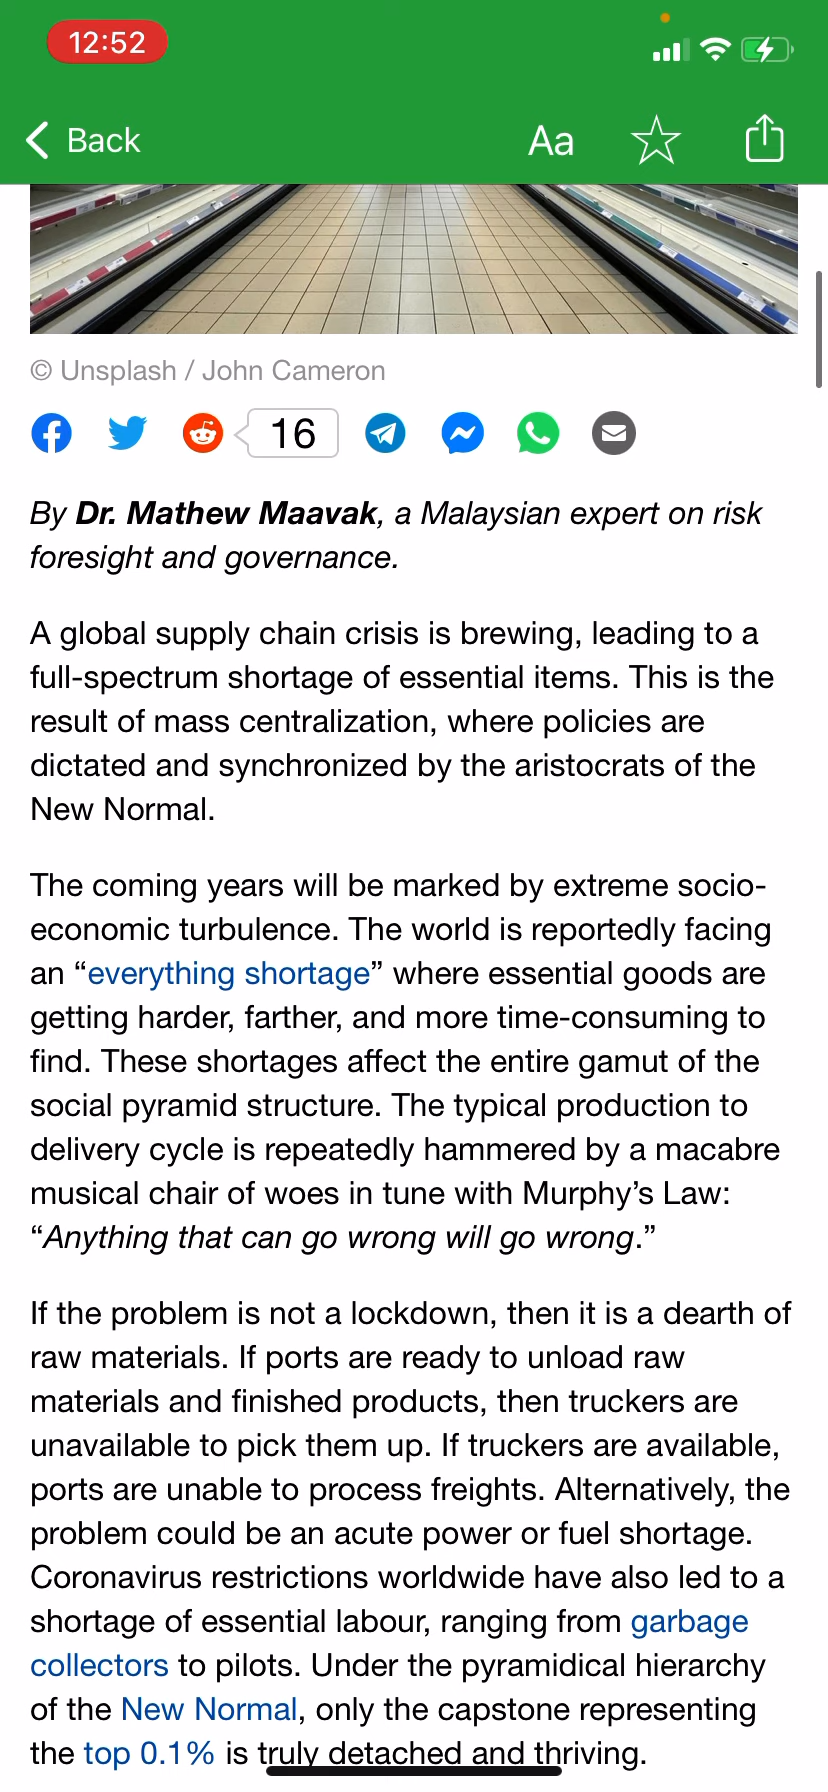 12:52
Back
Aa
© Unsplash / John Cameron
16
By Dr. Mathew Maavak, a Malaysian expert on risk
foresight and governance.
A global supply chain crisis is brewing, leading to a
full-spectrum shortage of essential items. This is the
result of mass centralization, where policies are
dictated and synchronized by the aristocrats of the
New Normal.
The coming years will be marked by extreme socio-
economic turbulence. The world is reportedly facing
an “everything shortage” where essential goods are
getting harder, farther, and more time-consuming to
find. These shortages affect the entire gamut of the
social pyramid structure. The typical production to
delivery cycle is repeatedly hammered by a macabre
musical chair of woes in tune with Murphy’s Law:
“Anything that can go wrong will go wrong.”
If the problem is not a lockdown, then it is a dearth of
raw materials. If ports are ready to unload raw
materials and finished products, then truckers are
unavailable to pick them up. If truckers are available,
ports are unable to process freights. Alternatively, the
problem could be an acute power or fuel shortage.
Coronavirus restrictions worldwide have also led to a
shortage of essential labour, ranging from garbage
collectors to pilots. Under the pyramidical hierarchy
of the New Normal, only the capstone representing
the top 0.1% is truly detached and thriving.